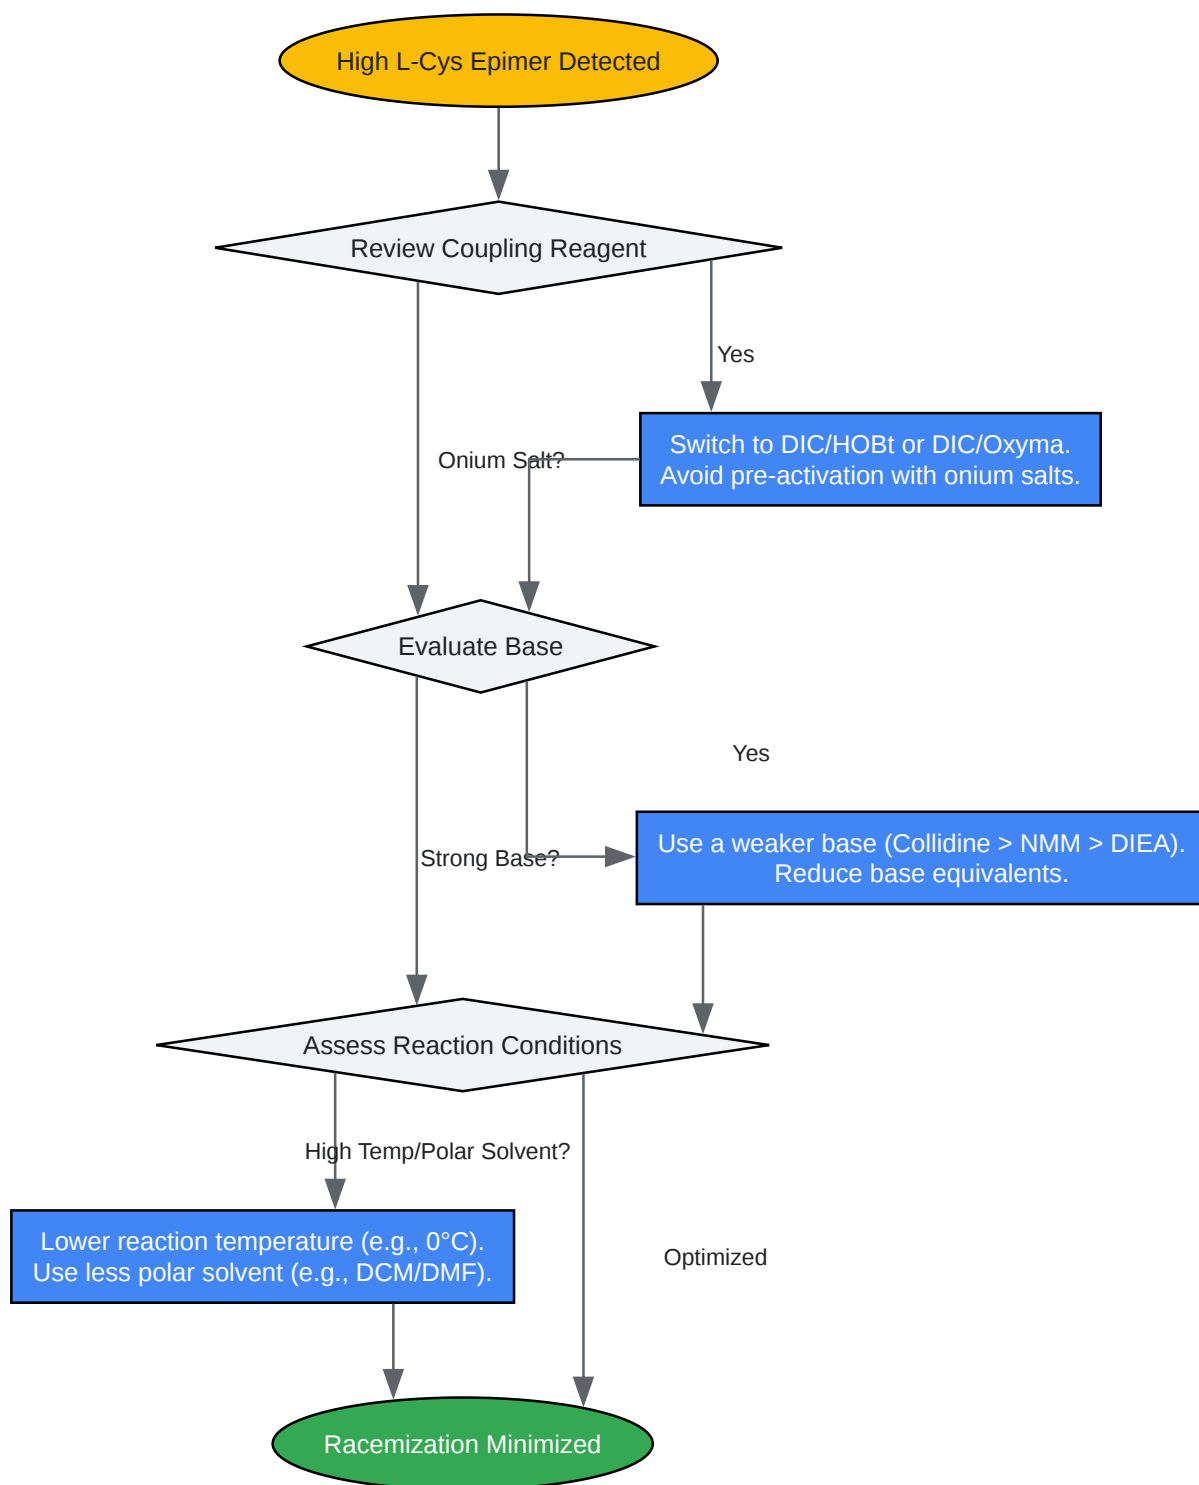 High L-Cys Epimer Detected
Review Coupling Reagent
Yes
Switch to DIC/HOBt or DIC/Oxyma.
Avoid pre-activation with onium salts.
Onium Salt?
Evaluate Base
Yes
Use a weaker base (Collidine > NMM > DIEA).
Reduce base equivalents.
Strong Base?
Assess Reaction Conditions
High Temp/Polar Solvent?
Lower reaction temperature (e.g., 0°C).
Use less polar solvent (e.g., DCM/DMF).
Optimized
Racemization Minimized